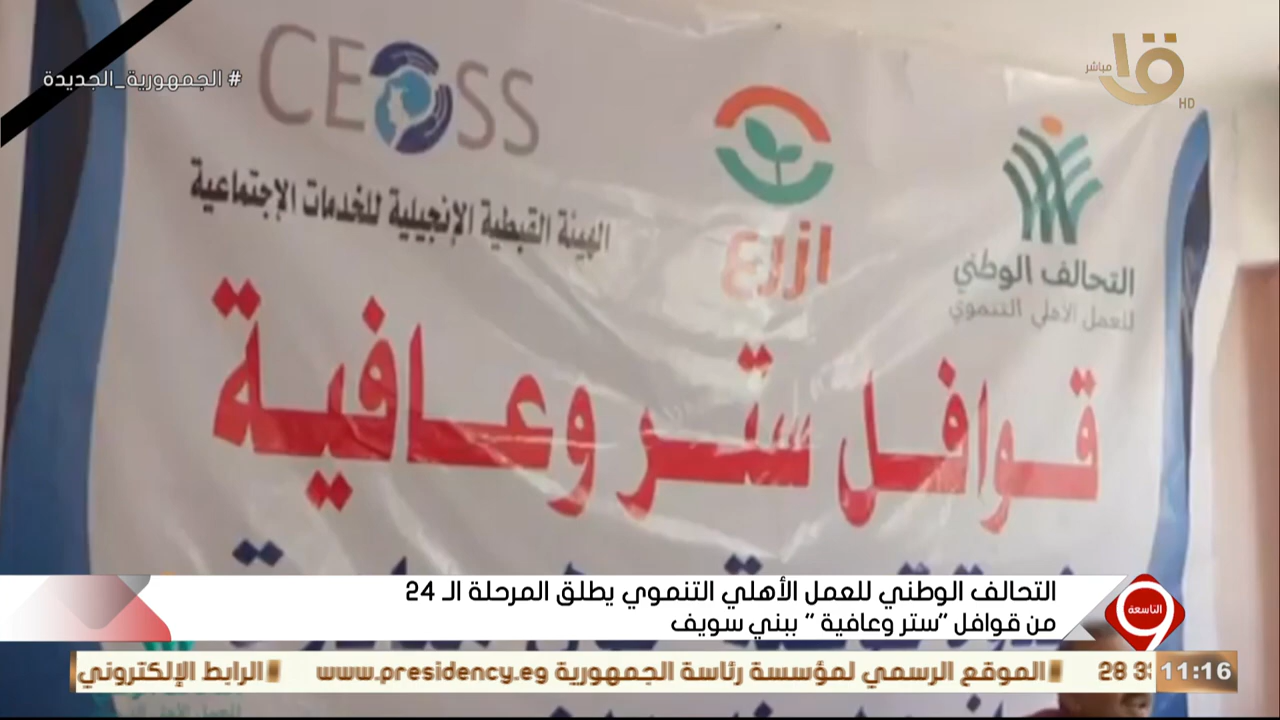 # الجمهورية_الجديدة
مباشر
HD
CEOSS
الهيئة القبطية الإنجيلية للخدمات الإجتماعية
ازرع
التحالف الوطني
للعمل الأهلي التنموي
قوافل ستر وعافية
التاسعة
9
التحالف الوطني للعمل الأهلي التنموي يطلق المرحلة الـ 24
من قوافل "ستر وعافية " ببني سويف
11:16
الموقع الرسمي لمؤسسة رئاسة الجمهورية www.presidency.eg
الرابط الإلكتروني